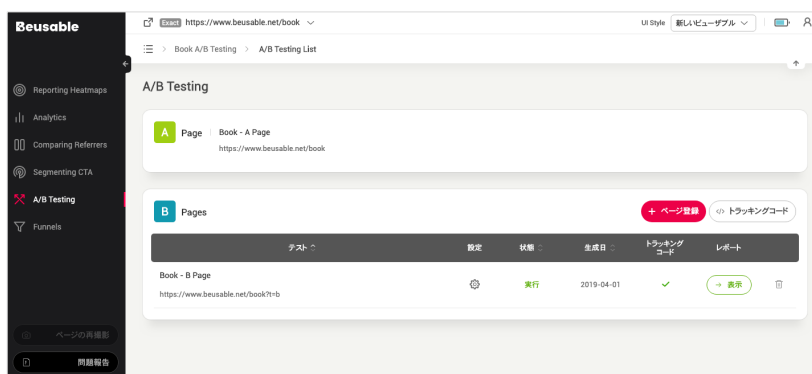 Beusable
Exact https://www.beusable.net/book
UI Style 新しいビューザブル
Book A/B Testing > A/B Testing List
Reporting Heatmaps
Analytics
Comparing Referrers
Segmenting CTA
A/B Testing
Funnels
ページの再撮影
問題報告
A/B Testing
A Page Book - A Page
https://www.beusable.net/book
B Pages
+ ページ登録
</> トラッキングコード
テスト 設定 状態 生成日 トラッキング
コード レポート
Book - B Page
https://www.beusable.net/book?t=b
実行 2019-04-01 表示